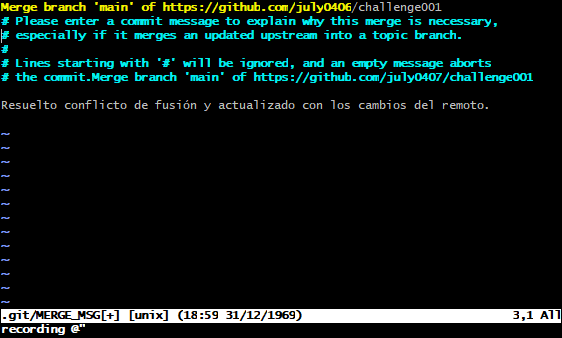 Merge branch 'main' of https://github.com/july0406/challenge001
# Please enter a commit message to explain why this merge is necessary,
# especially if it merges an updated upstream into a topic branch.
#
# Lines starting with '#' will be ignored, and an empty message aborts
# the commit.Merge branch 'main' of https://github.com/july0407/challenge001
Resuelto conflicto de fusión y actualizado con los cambios del remoto.
~
~
~
~
~
~
~
~
~
~
~
~
~
.git/MERGE_MSG[+] [unix] (18:59 31/12/1969) 3,1 All
recording @"